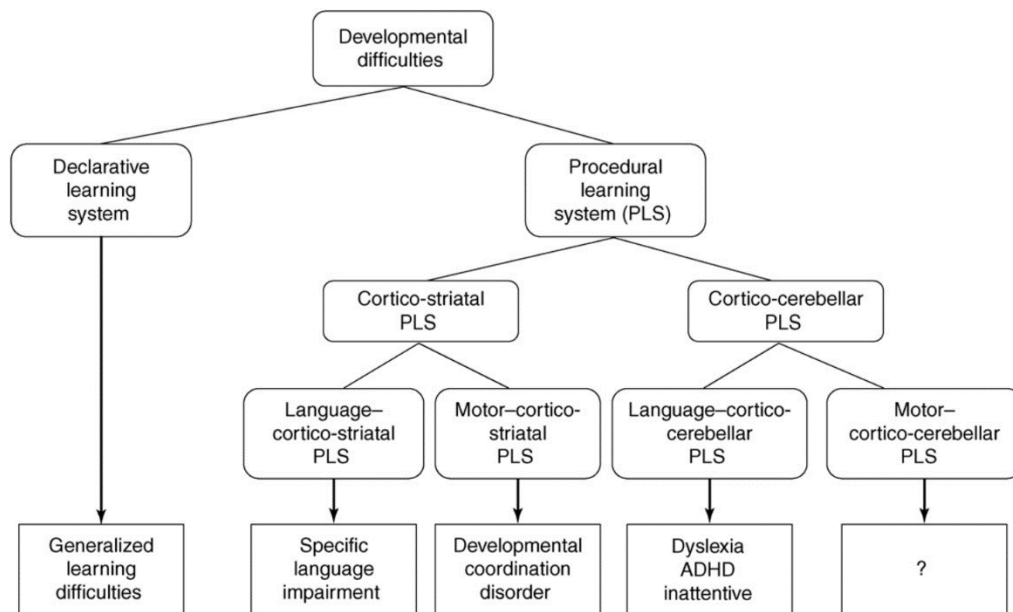 Developmental
difficulties
Declarative
learning
system
Procedural
learning
system (PLS)
Cortico-striatal
PLS
Cortico-cerebellar
PLS
Language–
cortico-striatal
PLS
Motor–cortico-
striatal
PLS
Language–cortico-
cerebellar
PLS
Motor–
cortico-cerebellar
PLS
Generalized
learning
difficulties
Specific
language
impairment
Developmental
coordination
disorder
Dyslexia
ADHD
inattentive
?